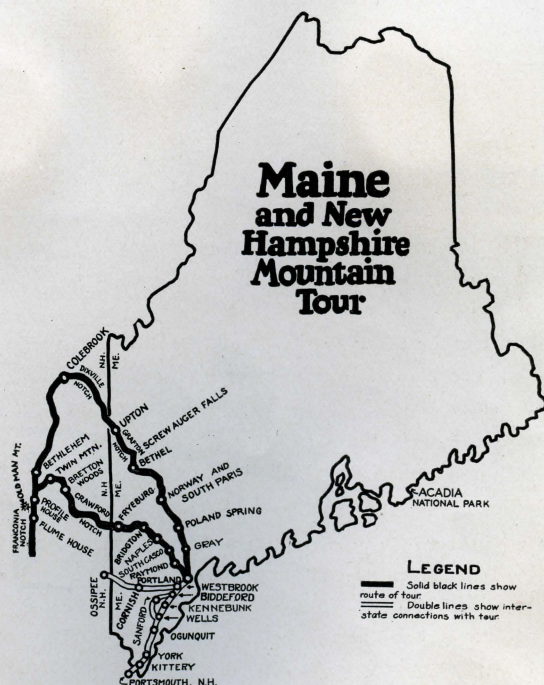 Maine
and New
Hampshire
Mountain
Tour
COLEBROOK
DIXVILLE
NOTCH
N.H.
ME.
UPTON
GRAFTON
NOTCH
SCREW AUGER FALLS
BETHEL
BETHLEHEM
TWIN MTN.
BRETTON
WOODS
OLD MAN MT.
FRANCONIA
NOTCH
PROFILE
HOUSE
FLUME HOUSE
CRAWFORD
NOTCH
N.H
ME.
FRYEBURG
NORWAY AND
SOUTH PARIS
POLAND SPRING
GRAY
BRIDGTON
NAPLES
SOUTH CASCO
RAYMOND
PORTLAND
OSSIPEE
N.H.
ME.
CORNISH
SANFORD
WESTBROOK
BIDDEFORD
KENNEBUNK
WELLS
OGUNQUIT
YORK
KITTERY
PORTSMOUTH, N.H.
ACADIA
NATIONAL PARK
LEGEND
Solid black lines show
route of tour.
Double lines show inter-
state connections with tour.